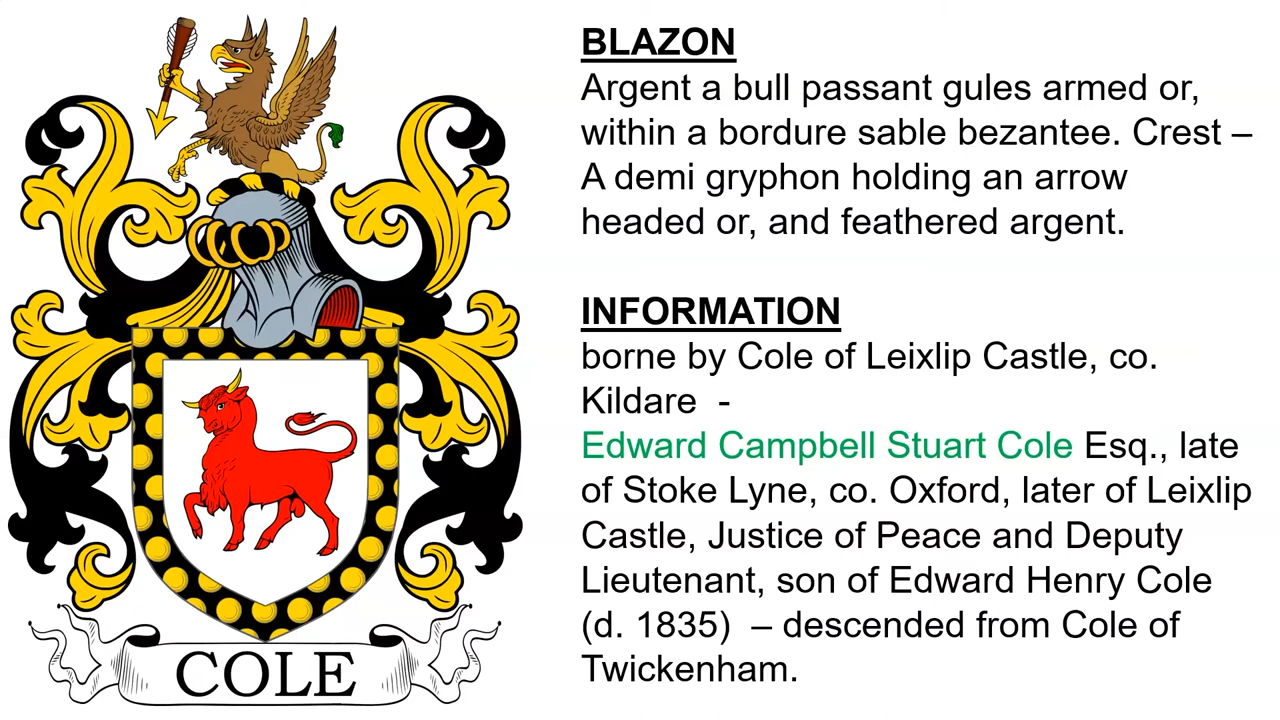 BLAZON
Argent a bull passant gules armed or,
within a bordure sable bezantee. Crest –
A demi gryphon holding an arrow
headed or, and feathered argent.
INFORMATION
borne by Cole of Leixlip Castle, co.
Kildare  -
Edward Campbell Stuart Cole Esq., late
of Stoke Lyne, co. Oxford, later of Leixlip
Castle, Justice of Peace and Deputy
Lieutenant, son of Edward Henry Cole
(d. 1835)  – descended from Cole of
Twickenham.
COLE